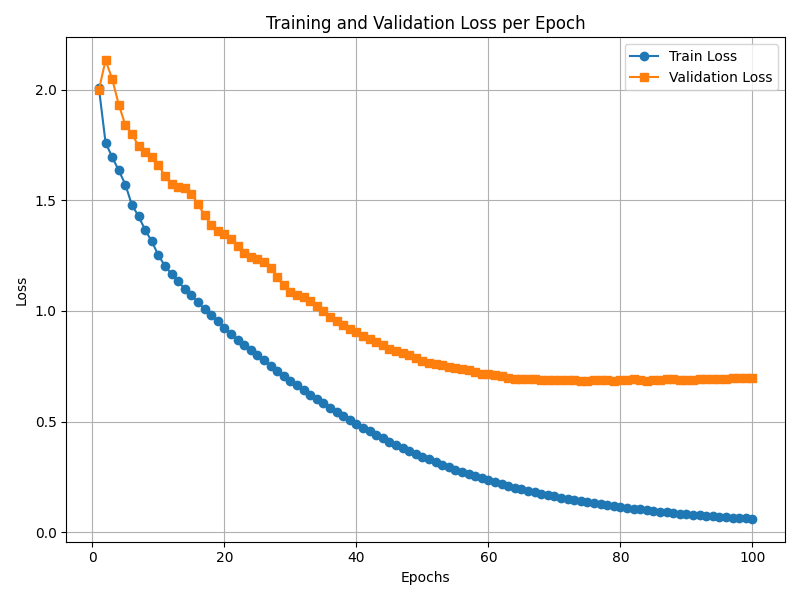 Training and Validation Loss per Epoch
Train Loss
Validation Loss
Loss
2.0
1.5
1.0
0.5
0.0
0 20 40 60 80 100
Epochs